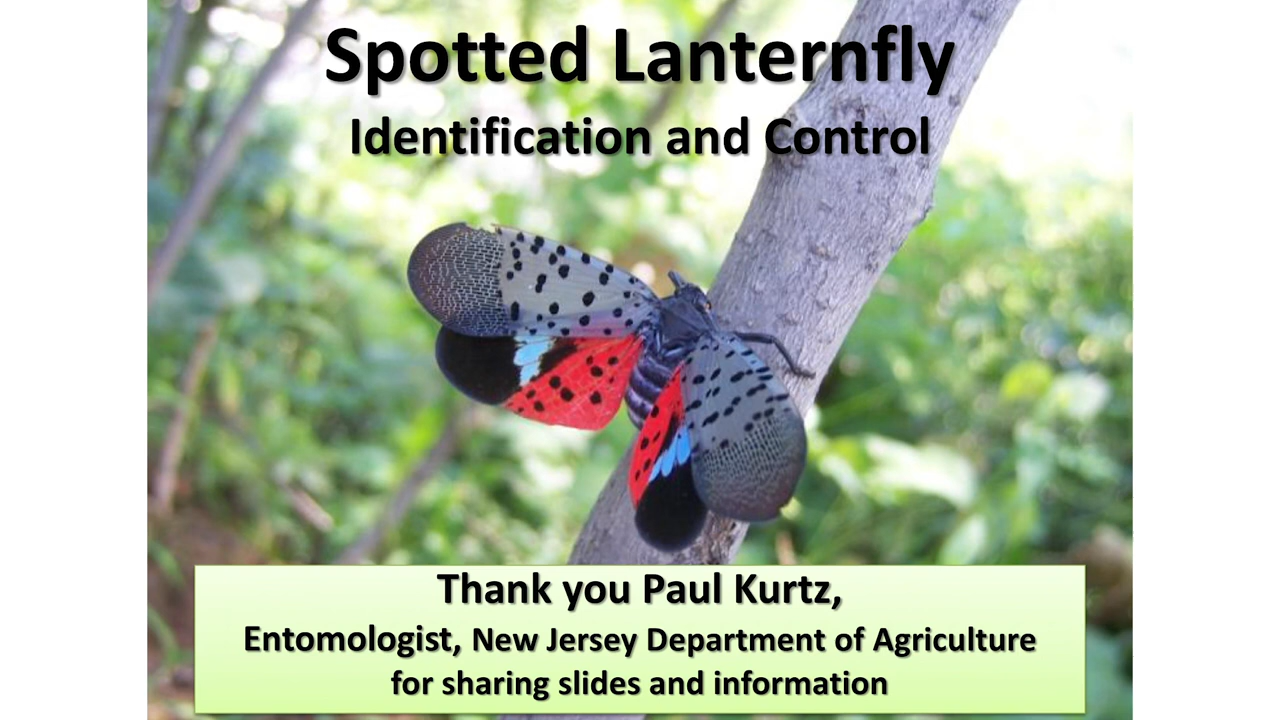 Spotted Lanternfly
Identification and Control
Thank you Paul Kurtz,
Entomologist, New Jersey Department of Agriculture
for sharing slides and information